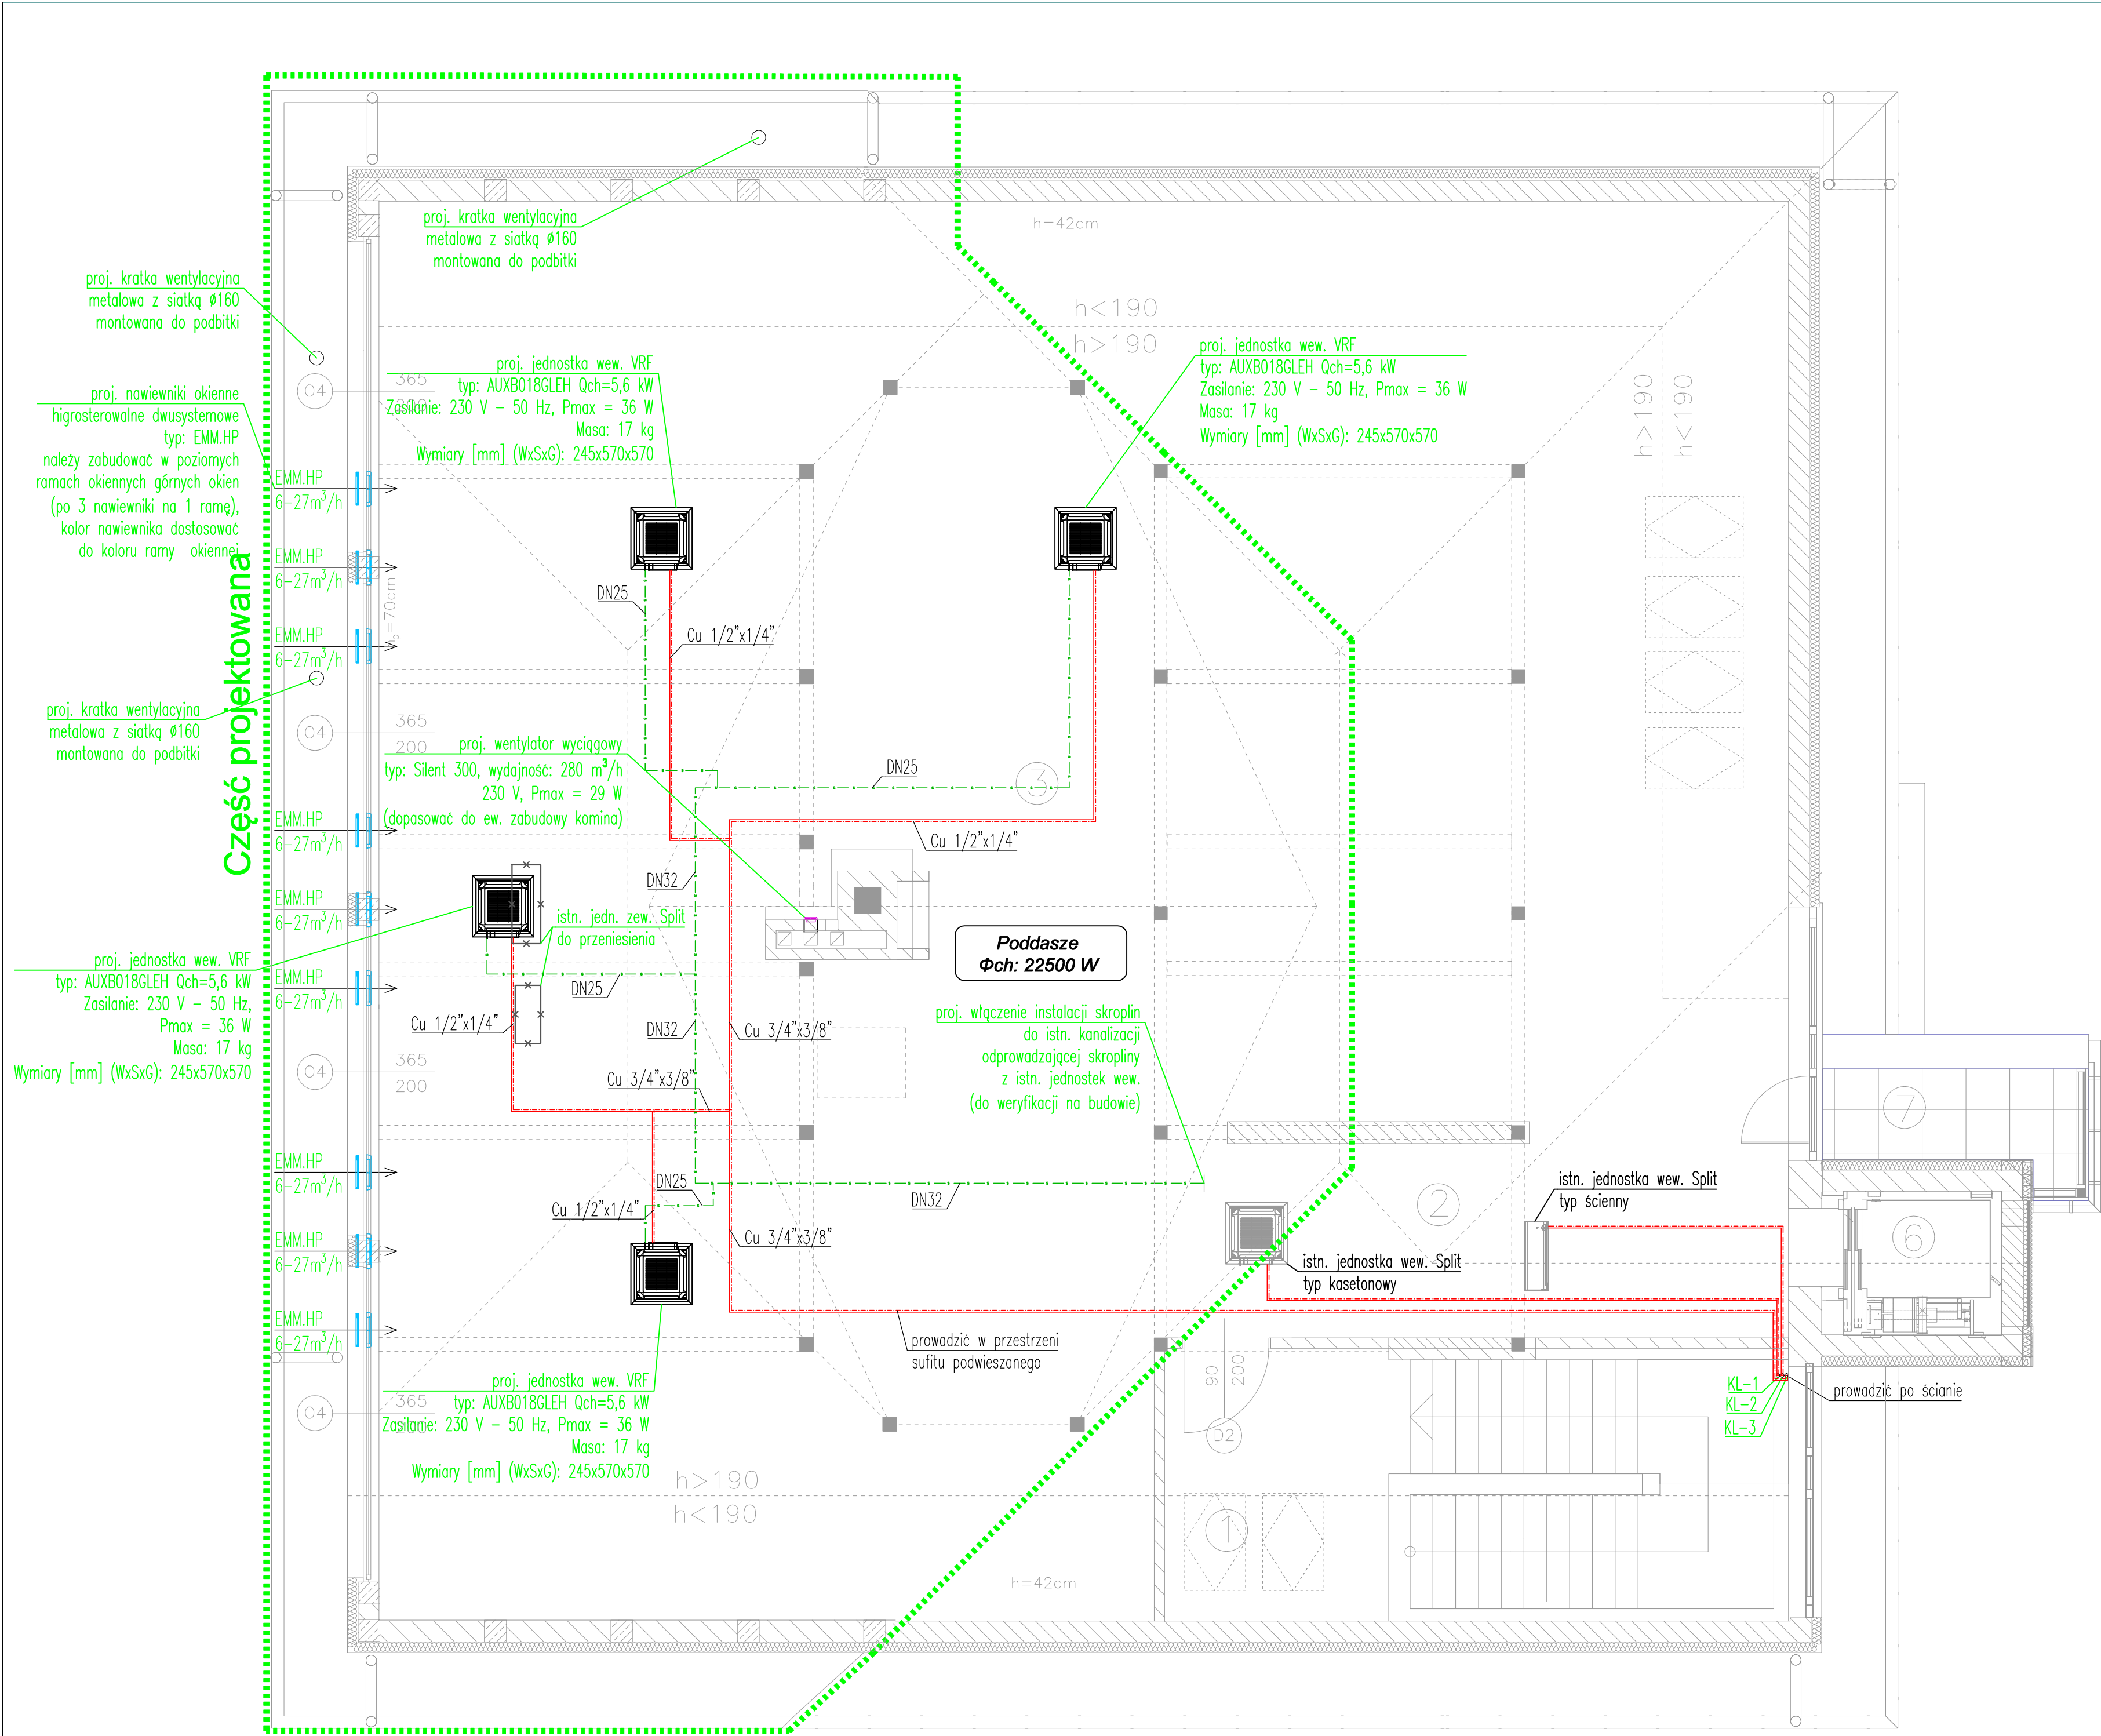 proj. kratka wentylacyjna
metalowa z siatką ø160
montowana do podbitki
h=42cm
proj. kratka wentylacyjna
metalowa z siatką ø160
montowana do podbitki
h<190
h>190
proj. jednostka wew. VRF
typ: AUXB018GLEH Qch=5,6 kW
Zasilanie: 230 V – 50 Hz, Pmax = 36 W
Masa: 17 kg
Wymiary [mm] (WxSxG): 245x570x570
proj. jednostka wew. VRF
typ: AUXB018GLEH Qch=5,6 kW
Zasilanie: 230 V – 50 Hz, Pmax = 36 W
Masa: 17 kg
Wymiary [mm] (WxSxG): 245x570x570
h>190
h<190
04
365
proj. nawiewniki okienne
higrosterowalne dwusystemowe
typ: EMM.HP
należy zabudować w poziomych
ramach okiennych górnych okien
(po 3 nawiewniki na 1 ramę),
kolor nawiewnika dostosować
do koloru ramy okiennej
EMM.HP
6–27m³/h
EMM.HP
6–27m³/h
EMM.HP
6–27m³/h
=70cm
Część projektowana
DN25
Cu 1/2"x1/4"
proj. kratka wentylacyjna
metalowa z siatką ø160
montowana do podbitki
04
365
200
proj. wentylator wyciągowy
typ: Silent 300, wydajność: 280 m³/h
230 V, Pmax = 29 W
(dopasować do ew. zabudowy komina)
DN25
3
Cu 1/2"x1/4"
EMM.HP
6–27m³/h
EMM.HP
6–27m³/h
EMM.HP
6–27m³/h
DN32
istn. jedn. zew. Split
do przeniesienia
Poddasze
Φch: 22500 W
proj. jednostka wew. VRF
typ: AUXB018GLEH Qch=5,6 kW
Zasilanie: 230 V – 50 Hz,
Pmax = 36 W
Masa: 17 kg
Wymiary [mm] (WxSxG): 245x570x570
DN25
Cu 1/2"x1/4"
DN32
Cu 3/4"x3/8"
proj. włączenie instalacji skroplin
do istn. kanalizacji
odprowadzającej skropliny
z istn. jednostek wew.
(do weryfikacji na budowie)
04
365
200
Cu 3/4"x3/8"
7
EMM.HP
6–27m³/h
EMM.HP
6–27m³/h
EMM.HP
6–27m³/h
DN25
Cu 1/2"x1/4"
DN32
Cu 3/4"x3/8"
2
istn. jednostka wew. Split
typ ścienny
6
istn. jednostka wew. Split
typ kasetonowy
prowadzić w przestrzeni
sufitu podwieszanego
90
200
D2
KL–1
KL–2
KL–3
prowadzić po ścianie
proj. jednostka wew. VRF
typ: AUXB018GLEH Qch=5,6 kW
Zasilanie: 230 V – 50 Hz, Pmax = 36 W
Masa: 17 kg
Wymiary [mm] (WxSxG): 245x570x570
04
365
h>190
h<190
1
h=42cm